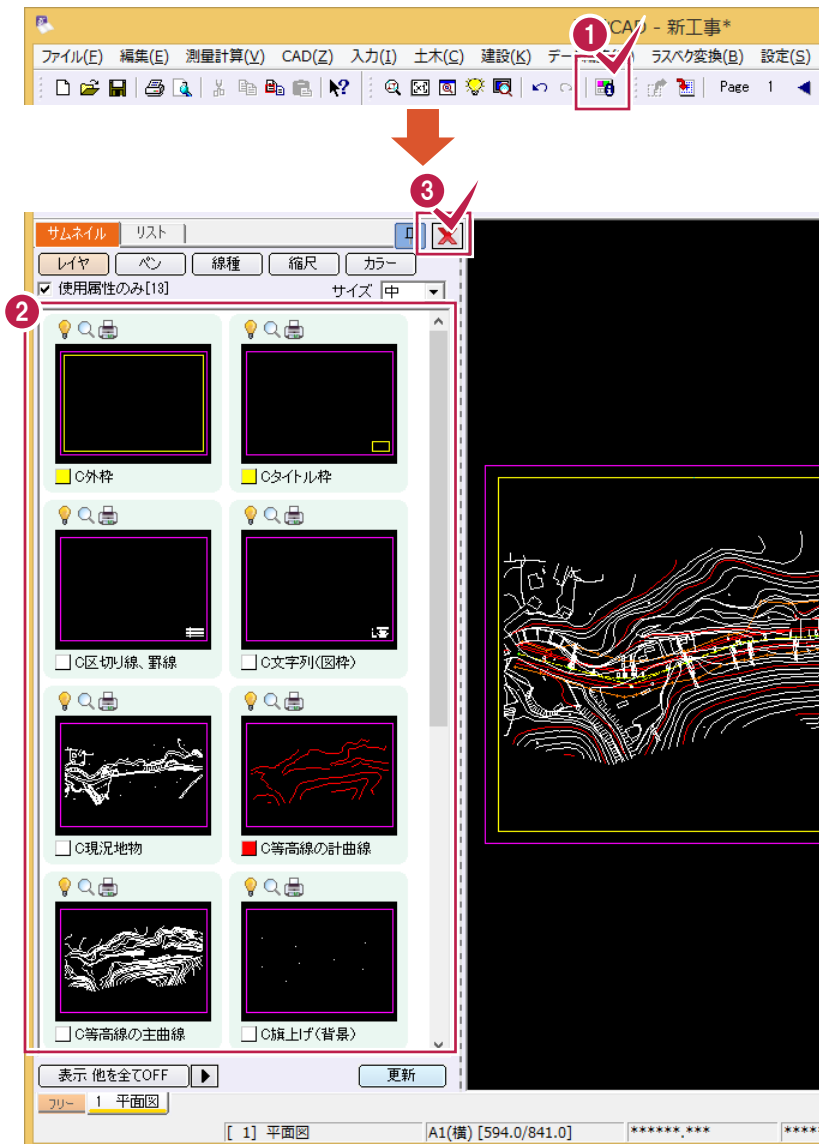 CAD - 新工事*
1
ファイル(F) 編集(E) 測量計算(V) CAD(Z) 入力(I) 土木(C) 建設(K) デー ラスベク変換(B) 設定(S)
Page 1
3
サムネイル リスト
レイヤ ペン 線種 縮尺 カラー
使用属性のみ[13] サイズ 中
2
C外枠 Cタイトル枠
C区切り線、罫線 C文字列(図枠)
C現況地物 C等高線の計曲線
C等高線の主曲線 C旗上げ(背景)
表示 他を全てOFF 更新
フリー 1 平面図
[ 1] 平面図 A1(横) [594.0/841.0] ******.*** ****